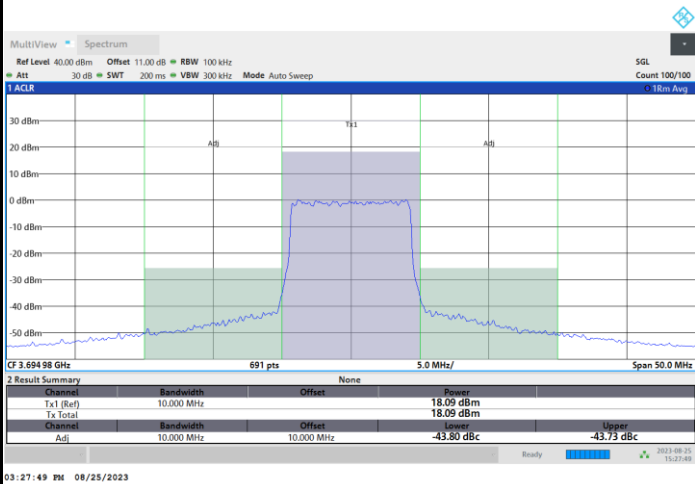 MultiView Spectrum
Ref Level 40.00 dBm Offset 11.00 dB RBW 100 kHz SGL
Att 30 dB SWT 200 ms VBW 300 kHz Mode Auto Sweep Count 100/100
1 ACLR 1Rm Avg
Tx1
Adj Adj
30 dBm
20 dBm
10 dBm
0 dBm
-10 dBm
-20 dBm
-30 dBm
-40 dBm
-50 dBm
CF 3.694 98 GHz 691 pts 5.0 MHz/ Span 50.0 MHz
2 Result Summary None
Channel Bandwidth Offset Power
Tx1 (Ref) 10.000 MHz 18.09 dBm
Tx Total 18.09 dBm
Channel Bandwidth Offset Lower Upper
Adj 10.000 MHz 10.000 MHz -43.80 dBc -43.73 dBc
Ready 2023-08-25
15:27:49
03:27:49 PM 08/25/2023